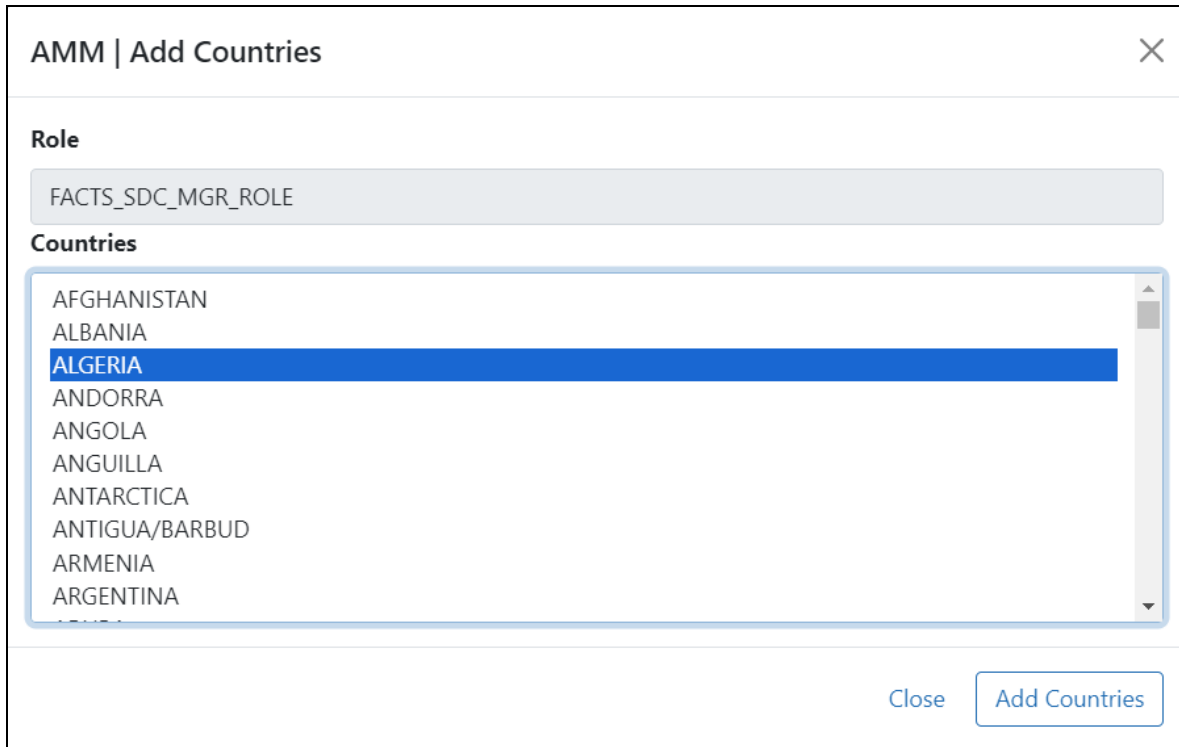 AMM | Add Countries
Role
FACTS_SDC_MGR_ROLE
Countries
AFGHANISTAN
ALBANIA
ALGERIA
ANDORRA
ANGOLA
ANGUILLA
ANTARCTICA
ANTIGUA/BARBUD
ARMENIA
ARGENTINA
Close Add Countries